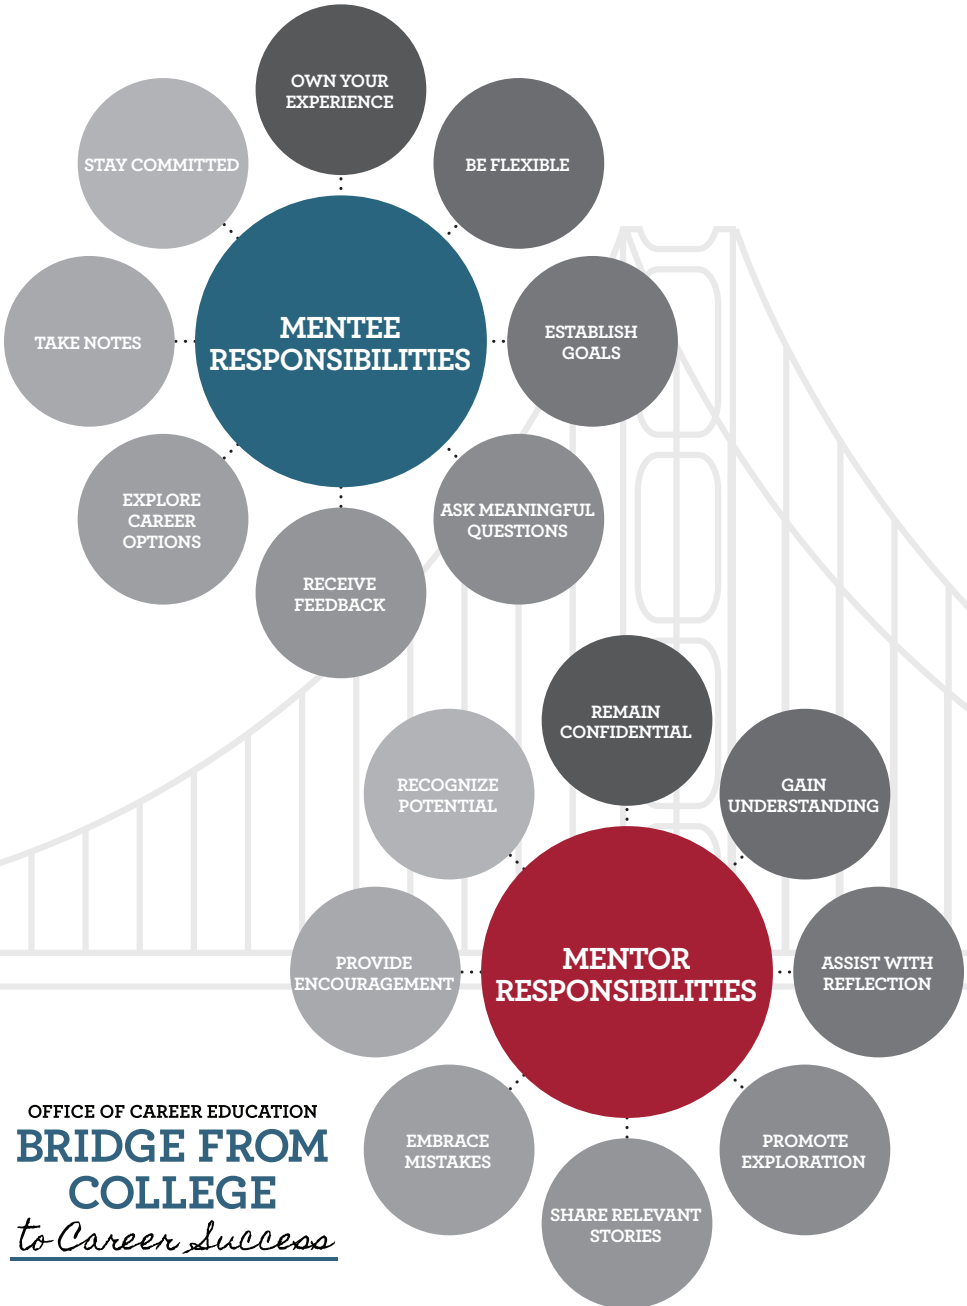 OWN YOUR
EXPERIENCE
BE FLEXIBLE
STAY COMMITTED
MENTEE
RESPONSIBILITIES
ESTABLISH
GOALS
TAKE NOTES
ASK MEANINGFUL
QUESTIONS
EXPLORE
CAREER
OPTIONS
RECEIVE
FEEDBACK
REMAIN
CONFIDENTIAL
GAIN
UNDERSTANDING
RECOGNIZE
POTENTIAL
MENTOR
RESPONSIBILITIES
ASSIST WITH
REFLECTION
PROVIDE
ENCOURAGEMENT
PROMOTE
EXPLORATION
EMBRACE
MISTAKES
SHARE RELEVANT
STORIES
OFFICE OF CAREER EDUCATION
BRIDGE FROM
COLLEGE
to Career Success